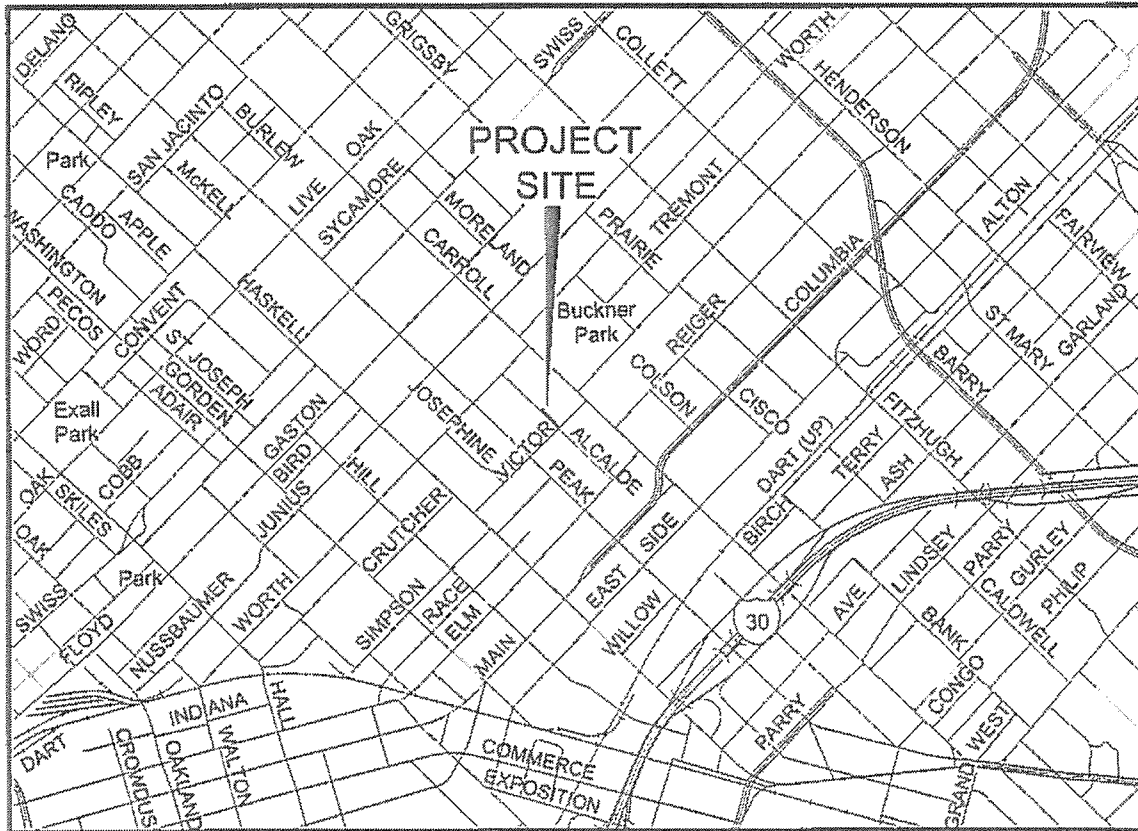 DELANO
GRIGSBY
SWISS
COLLETT
WORTH
HENDERSON
RIPLEY
SAN JACINTO
BURLEW
OAK
LIVE
PROJECT
SITE
Park
McKELL
SYCAMORE
MORELAND
CARROLL
PRAIRIE
TREMONT
ALTON
FAIRVIEW
CADDO
APPLE
WASHINGTON
PECOS
WORD
CONVENT
HASKELL
Buckner
Park
COLUMBIA
REIGER
COLSON
ST MARY
GARLAND
ST JOSEPH
GORDEN
ADAIR
BARRY
Exall
Park
JOSEPHINE
VICTOR
ALCALDE
PEAK
CISCO
FITZHUGH
GASTON
BIRD
HILL
JUNIUS
COBB
OAK
SKILES
OAK
DART (UP)
TERRY
ASH
BIRCH
CRUTCHER
SIDE
EAST
Park
SWISS
FLOYD
NUSSBAUMER
WORTH
SIMPSON
RACE
ELM
MAIN
WILLOW
30
AVE
LINDSEY
PARRY
GURLEY
CALDWELL
PHILIP
BANK
CONGO
INDIANA
HALL
WALTON
OAKLAND
CROWDUS
DART
COMMERCE
EXPOSITION
PARRY
WEST
GRAND